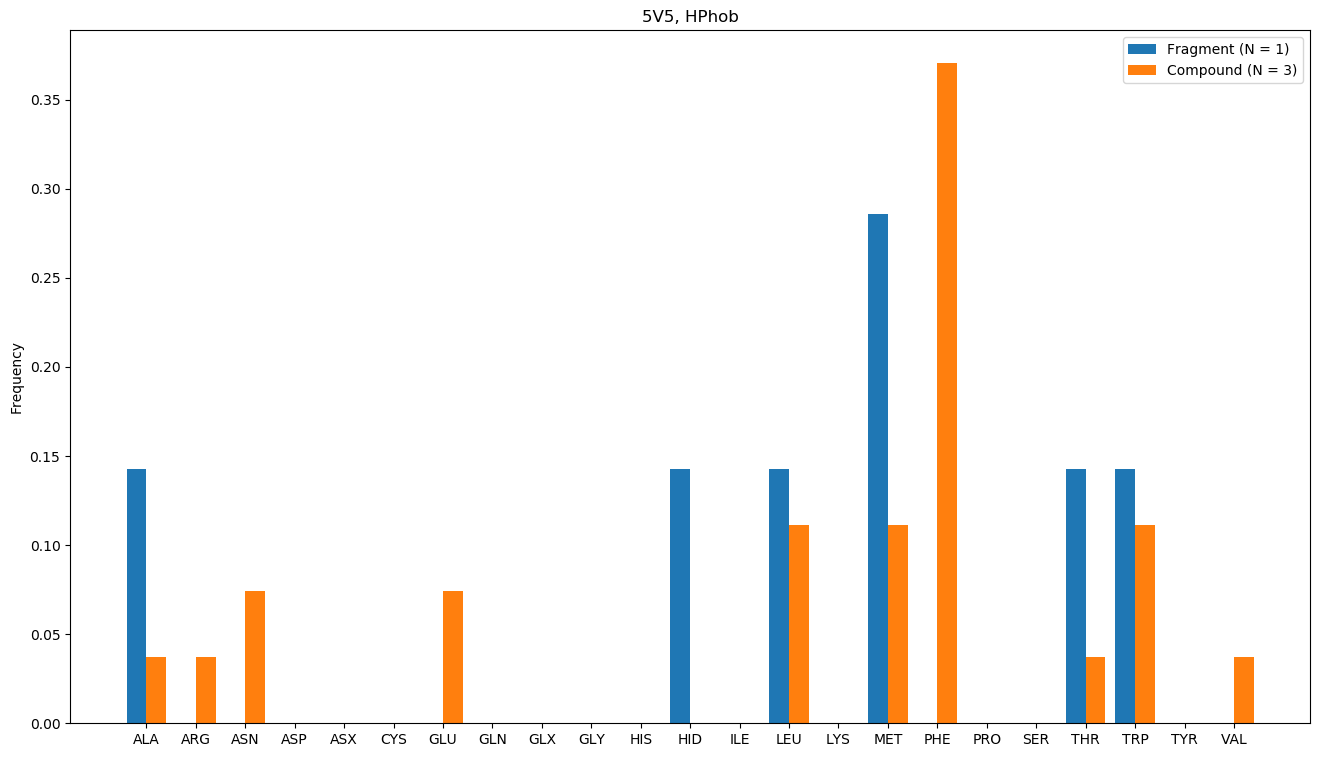 5V5, HPhob
Fragment (N = 1)
Compound (N = 3)
Frequency
0.35
0.30
0.25
0.20
0.15
0.10
0.05
0.00
ALA ARG ASN ASP ASX CYS GLU GLN GLX GLY HIS HID ILE LEU LYS MET PHE PRO SER THR TRP TYR VAL